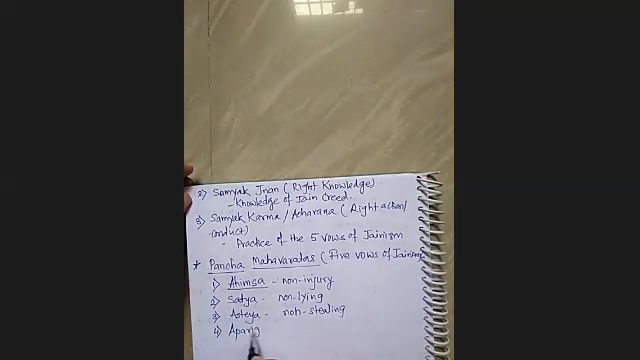 2) Samyak Jnan (Right Knowledge)
- Knowledge of Jain Creed.
3) Samyak Karma / Acharana (Right action/
conduct)
- Practice of the 5 vows of Jainism
* Pancha Mahavaratas (Five vows of Jainism)
1) Ahimsa - non-injury
2) Satya - non-lying
3) Asteya - non-stealing
4) Aparig